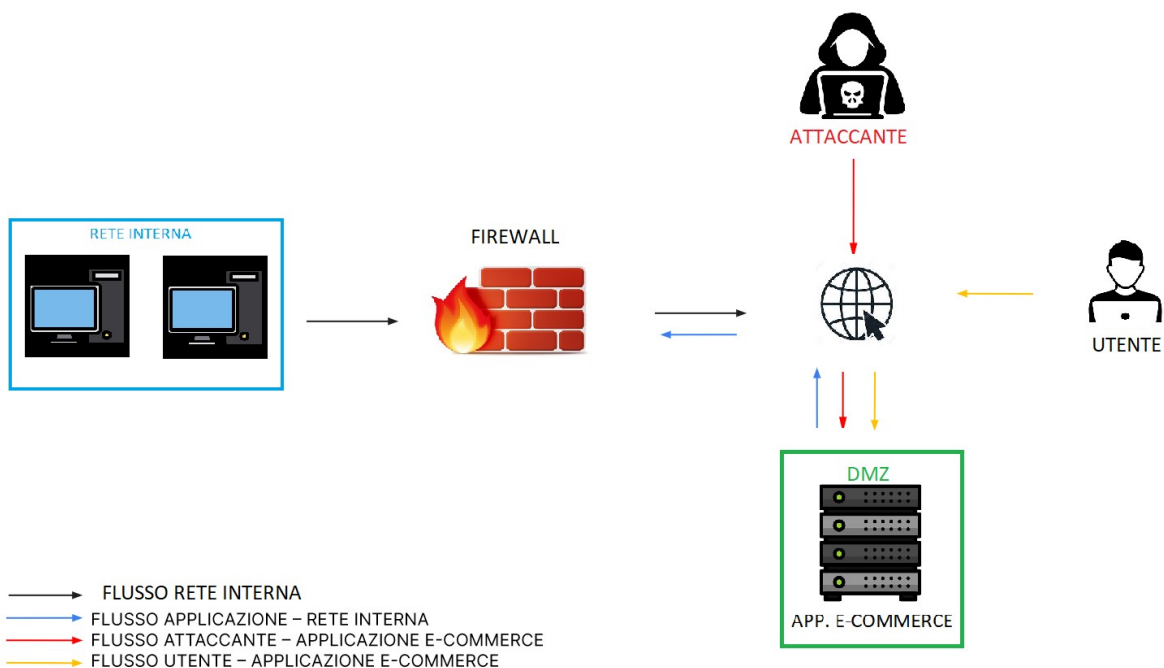 ATTACCANTE
RETE INTERNA
FIREWALL
UTENTE
DMZ
APP. E-COMMERCE
FLUSSO RETE INTERNA
FLUSSO APPLICAZIONE – RETE INTERNA
FLUSSO ATTACCANTE – APPLICAZIONE E-COMMERCE
FLUSSO UTENTE – APPLICAZIONE E-COMMERCE